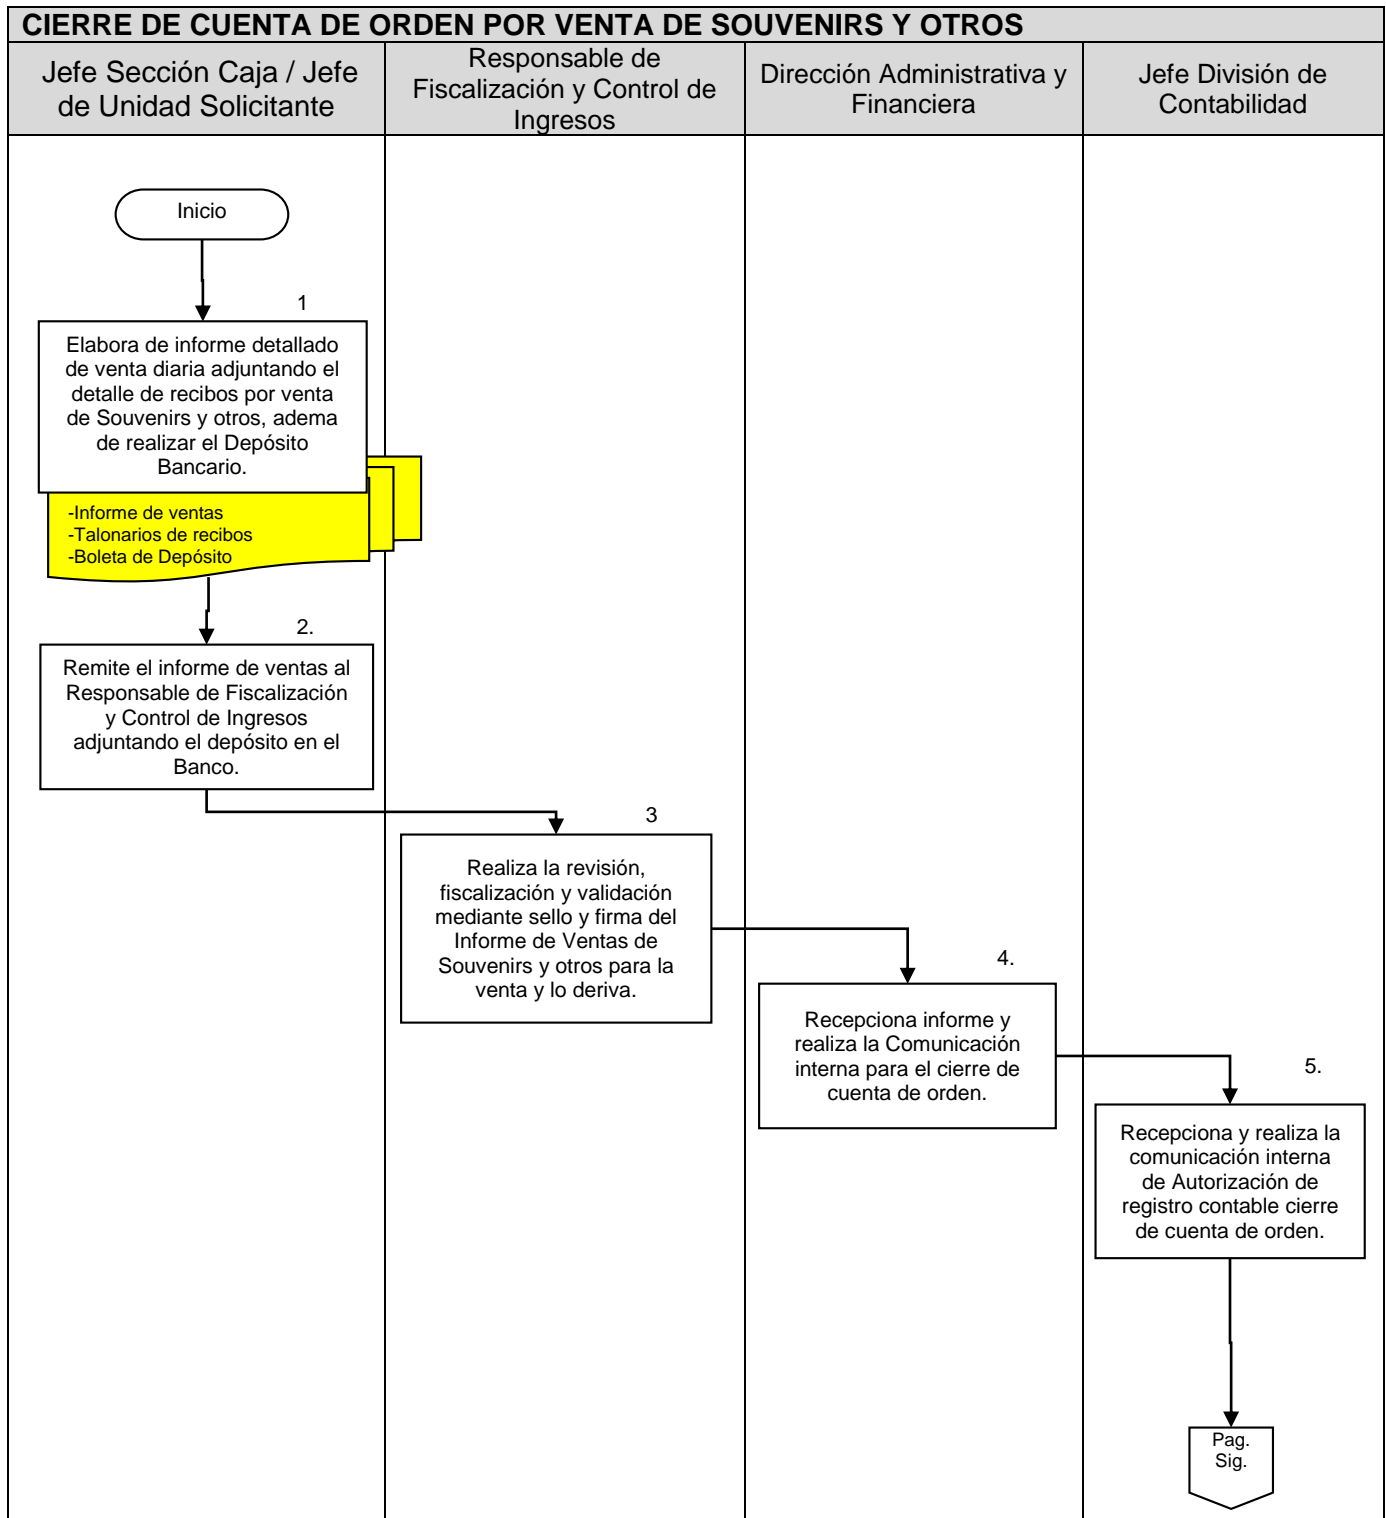 CIERRE DE CUENTA DE ORDEN POR VENTA DE SOUVENIRS Y OTROS
Jefe Sección Caja / Jefe
de Unidad Solicitante
Responsable de
Fiscalización y Control de
Ingresos
Dirección Administrativa y
Financiera
Jefe División de
Contabilidad
Inicio
1
Elabora de informe detallado
de venta diaria adjuntando el
detalle de recibos por venta
de Souvenirs y otros, adema
de realizar el Depósito
Bancario.
-Informe de ventas
-Talonarios de recibos
-Boleta de Depósito
2.
Remite el informe de ventas al
Responsable de Fiscalización
y Control de Ingresos
adjuntando el depósito en el
Banco.
3
Realiza la revisión,
fiscalización y validación
mediante sello y firma del
Informe de Ventas de
Souvenirs y otros para la
venta y lo deriva.
4.
Recepciona informe y
realiza la Comunicación
interna para el cierre de
cuenta de orden.
5.
Recepciona y realiza la
comunicación interna
de Autorización de
registro contable cierre
de cuenta de orden.
Pag.
Sig.